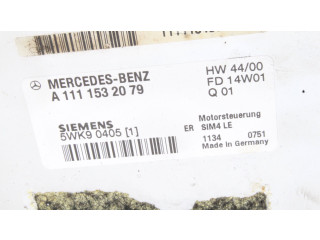 MERCEDES-BENZ
A 111 153 20 79
HW 44/00
FD 14W01
Q 01
SIEMENS
5WK9 0405 [1]
ER
Motorsteuerung
SIM4 LE
1134 0751
Made in Germany